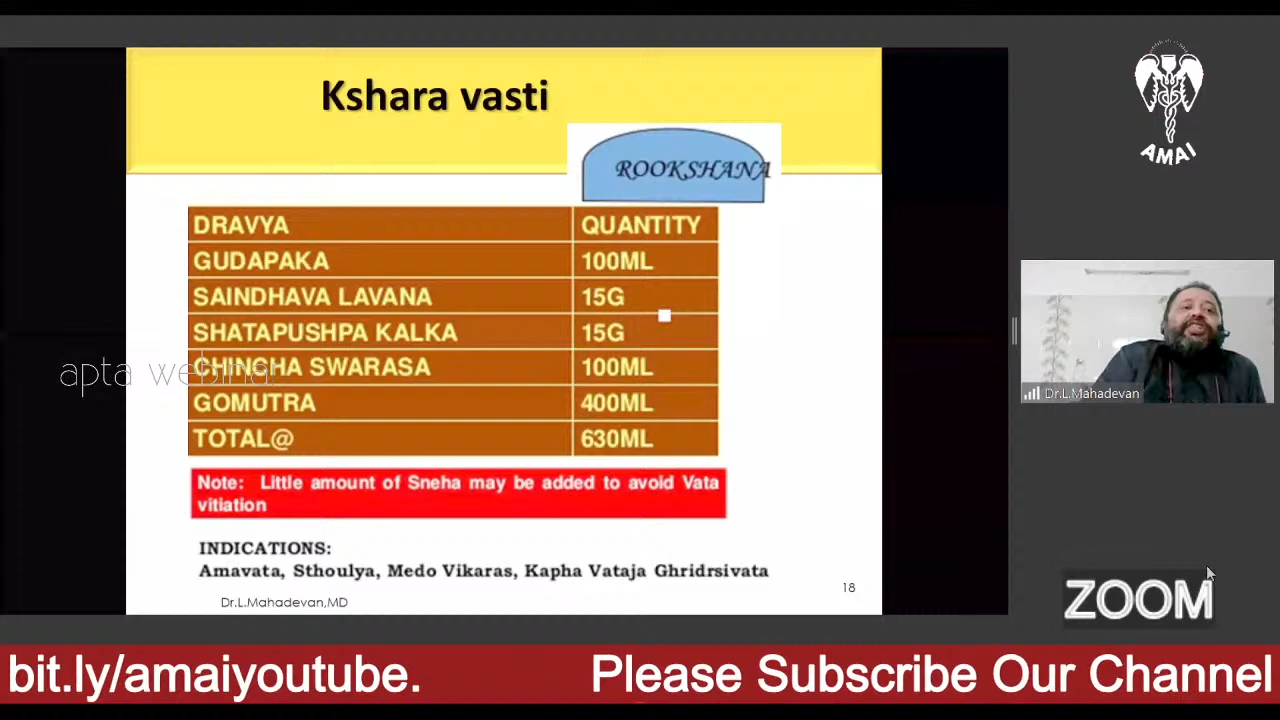 Kshara vasti
ROOKSHANA
DRAVYA QUANTITY
GUDAPAKA 100ML
SAINDHAVA LAVANA 15G
SHATAPUSHPA KALKA 15G
CHINCHA SWARASA 100ML
GOMUTRA 400ML
TOTAL@ 630ML
apta webinar
Note: Little amount of Sneha may be added to avoid Vata
vitiation
INDICATIONS:
Amavata, Sthoulya, Medo Vikaras, Kapha Vataja Ghridrsivata
Dr.L.Mahadevan,MD
18
AMAI
Dr.L.Mahadevan
ZOOM
bit.ly/amaiyoutube. Please Subscribe Our Channel